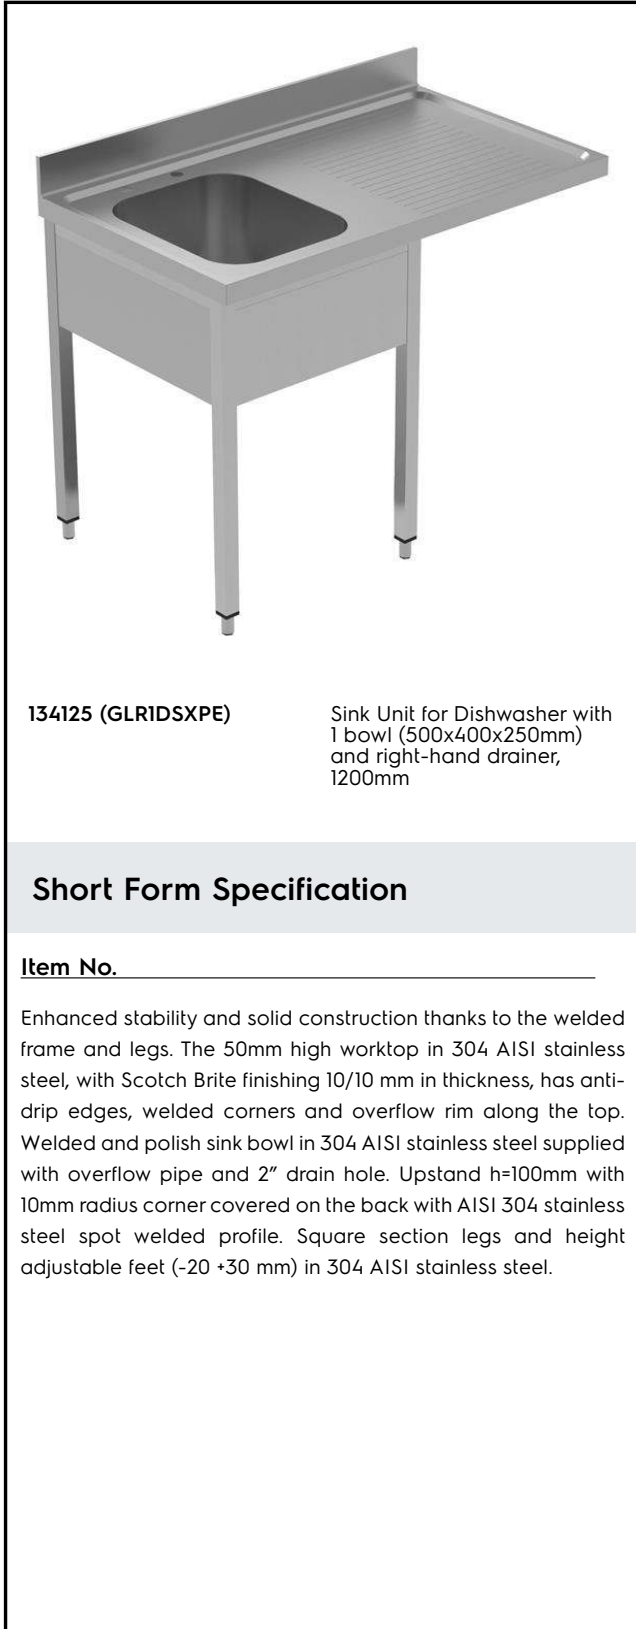 134125 (GLR1DSXPE)
Sink Unit for Dishwasher with
1 bowl (500x400x250mm)
and right-hand drainer,
1200mm
Short Form Specification
Item No.
Enhanced stability and solid construction thanks to the welded
frame and legs. The 50mm high worktop in 304 AISI stainless
steel, with Scotch Brite finishing 10/10 mm in thickness, has anti-
drip edges, welded corners and overflow rim along the top.
Welded and polish sink bowl in 304 AISI stainless steel supplied
with overflow pipe and 2” drain hole. Upstand h=100mm with
10mm radius corner covered on the back with AISI 304 stainless
steel spot welded profile. Square section legs and height
adjustable feet (-20 +30 mm) in 304 AISI stainless steel.